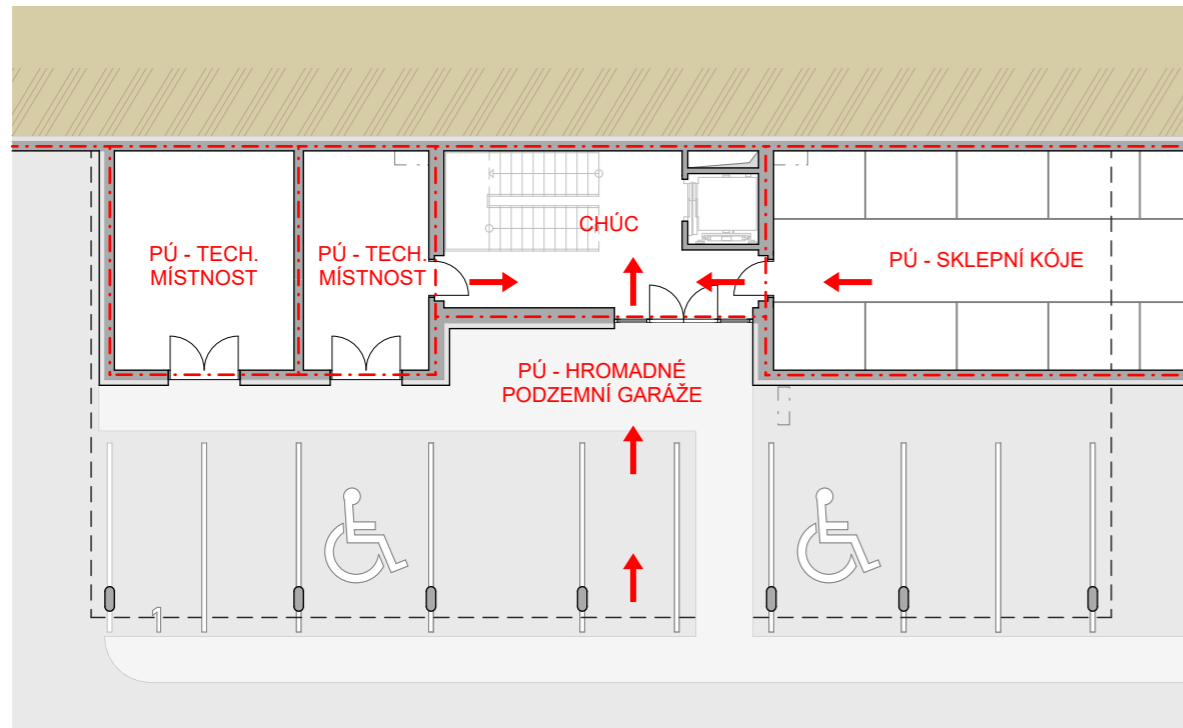 CHÚC
PÚ - TECH.
MÍSTNOST
PÚ - TECH.
MÍSTNOST
PÚ - SKLEPNÍ KÓJE
PÚ - HROMADNÉ
PODZEMNÍ GARÁŽE
1